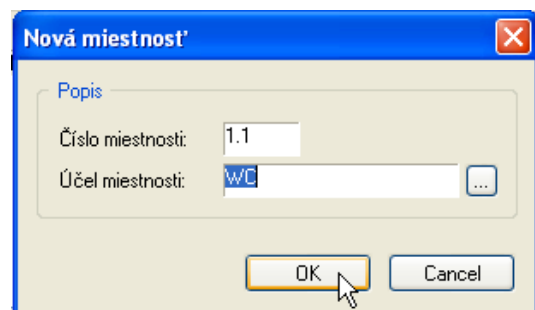 Nová miestnosť
Popis
Číslo miestnosti: 1.1
Účel miestnosti: WC ...
OK Cancel